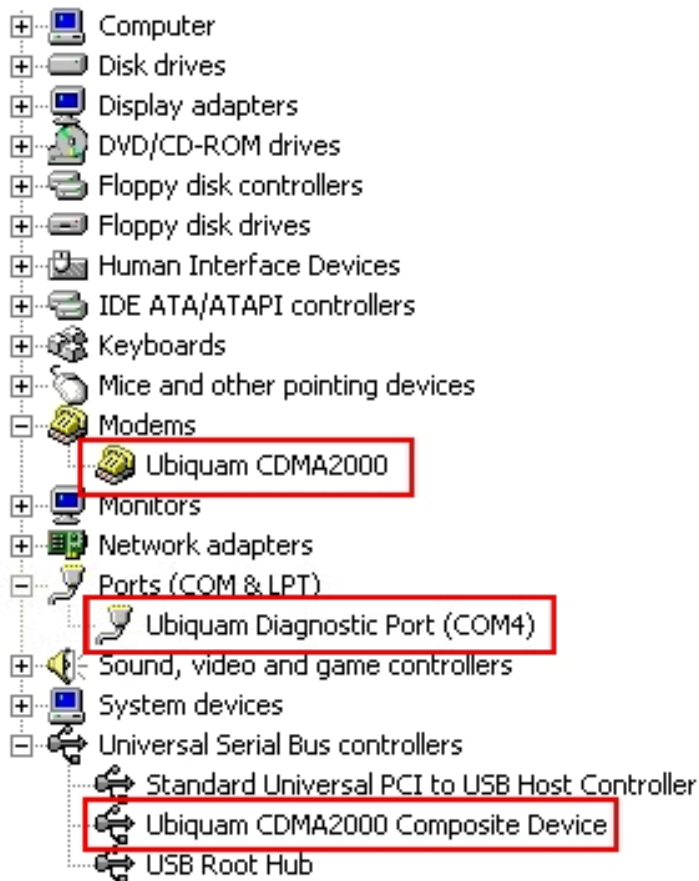 Computer
Disk drives
Display adapters
DVD/CD-ROM drives
Floppy disk controllers
Floppy disk drives
Human Interface Devices
IDE ATA/ATAPI controllers
Keyboards
Mice and other pointing devices
Modems
Ubiquam CDMA2000
Monitors
Network adapters
Ports (COM & LPT)
Ubiquam Diagnostic Port (COM4)
Sound, video and game controllers
System devices
Universal Serial Bus controllers
Standard Universal PCI to USB Host Controller
Ubiquam CDMA2000 Composite Device
USB Root Hub